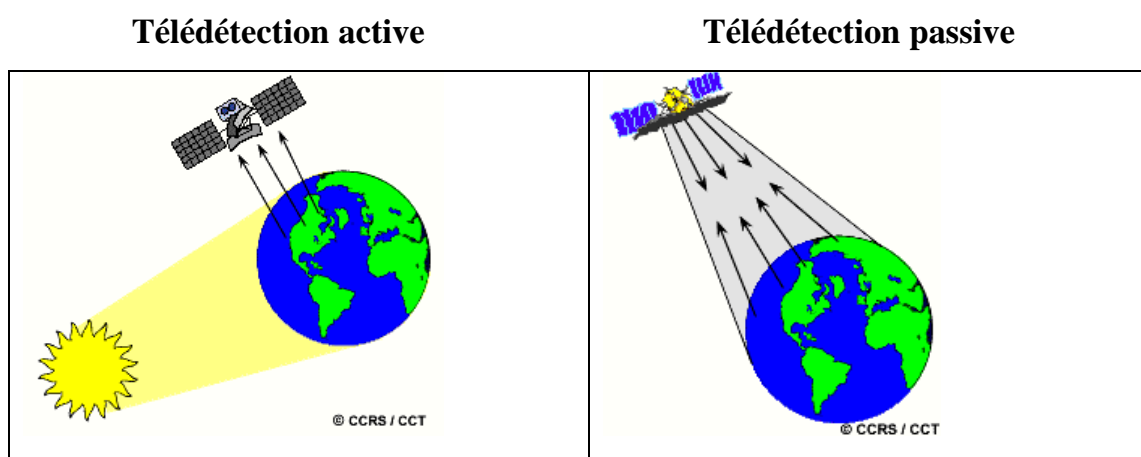 Télédétection active
Télédétection passive
© CCRS / CCT
© CCRS / CCT